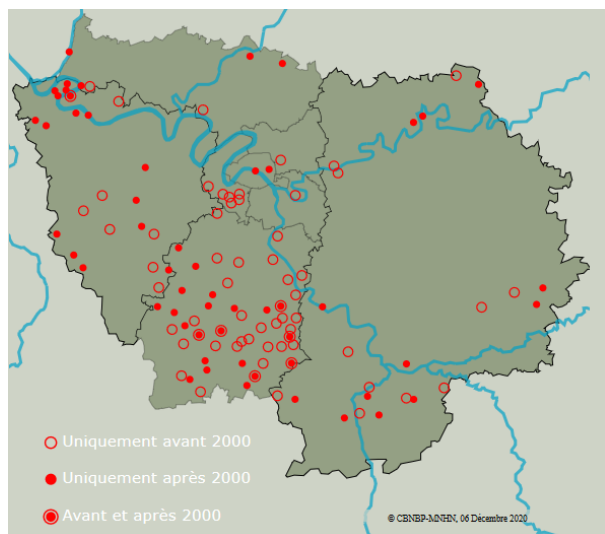 Uniquement avant 2000
Uniquement après 2000
Avant et après 2000
© CBNBP-MNHN, 06 Décembre 2020